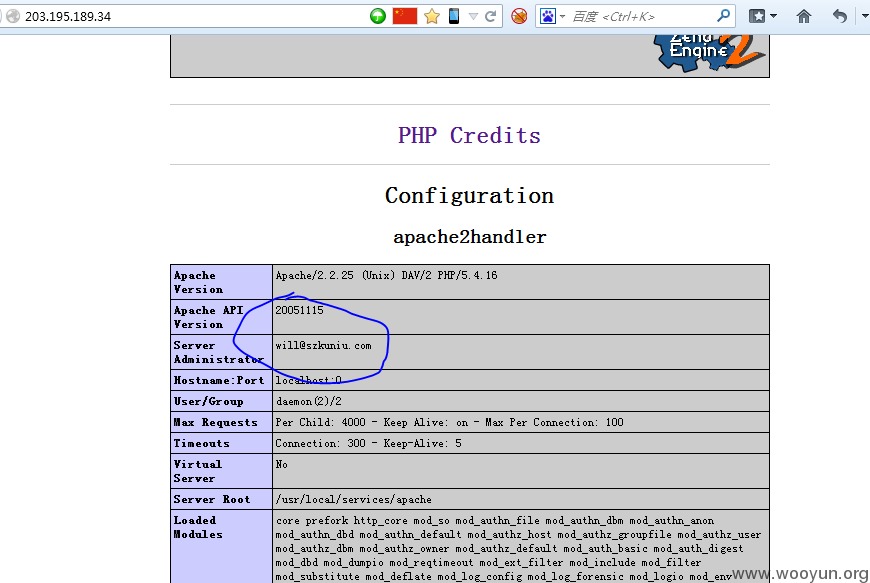 203.195.189.34
百度 <Ctrl+K>
Zend
Engine 2
PHP Credits
Configuration
apache2handler
Apache Version Apache/2.2.25 (Unix) DAV/2 PHP/5.4.16
Apache API Version 20051115
Server Administrator will@szkuniu.com
Hostname:Port localhost:0
User/Group daemon(2)/2
Max Requests Per Child: 4000 - Keep Alive: on - Max Per Connection: 100
Timeouts Connection: 300 - Keep-Alive: 5
Virtual Server No
Server Root /usr/local/services/apache
Loaded Modules core prefork http_core mod_so mod_authn_file mod_authn_dbm mod_authn_anon
mod_authn_dbd mod_authn_default mod_authz_host mod_authz_groupfile mod_authz_user
mod_authz_dbm mod_authz_owner mod_authz_default mod_auth_basic mod_auth_digest
mod_dbd mod_dumpio mod_reqtimeout mod_ext_filter mod_include mod_filter
mod_substitute mod_deflate mod_log_config mod_log_forensic mod_logio mod_env
www.wooyun.org